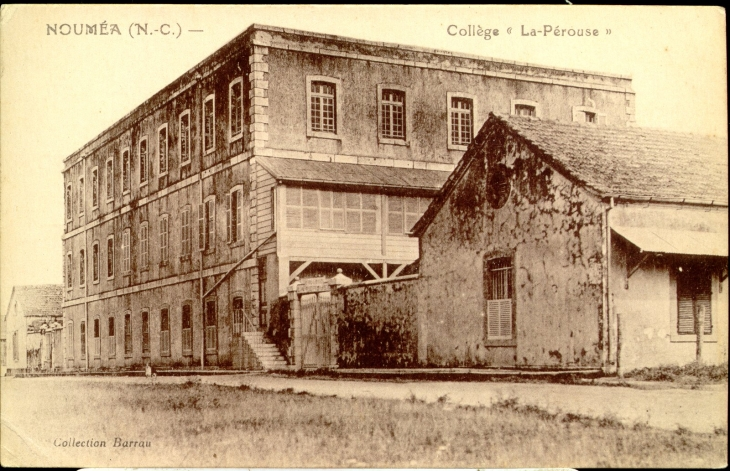 NOUMÉA (N.-C.) —
Collège « La-Pérouse »
Collection Barrau